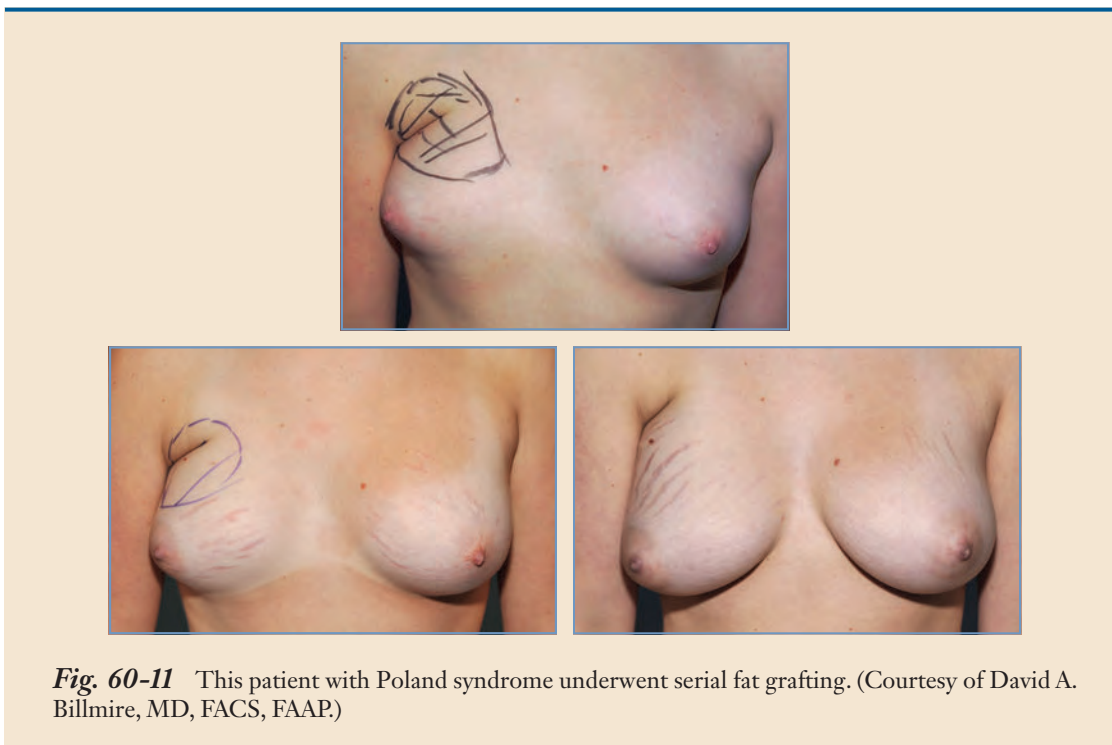 Fig. 60-11 This patient with Poland syndrome underwent serial fat grafting. (Courtesy of David A.
Billmire, MD, FACS, FAAP.)